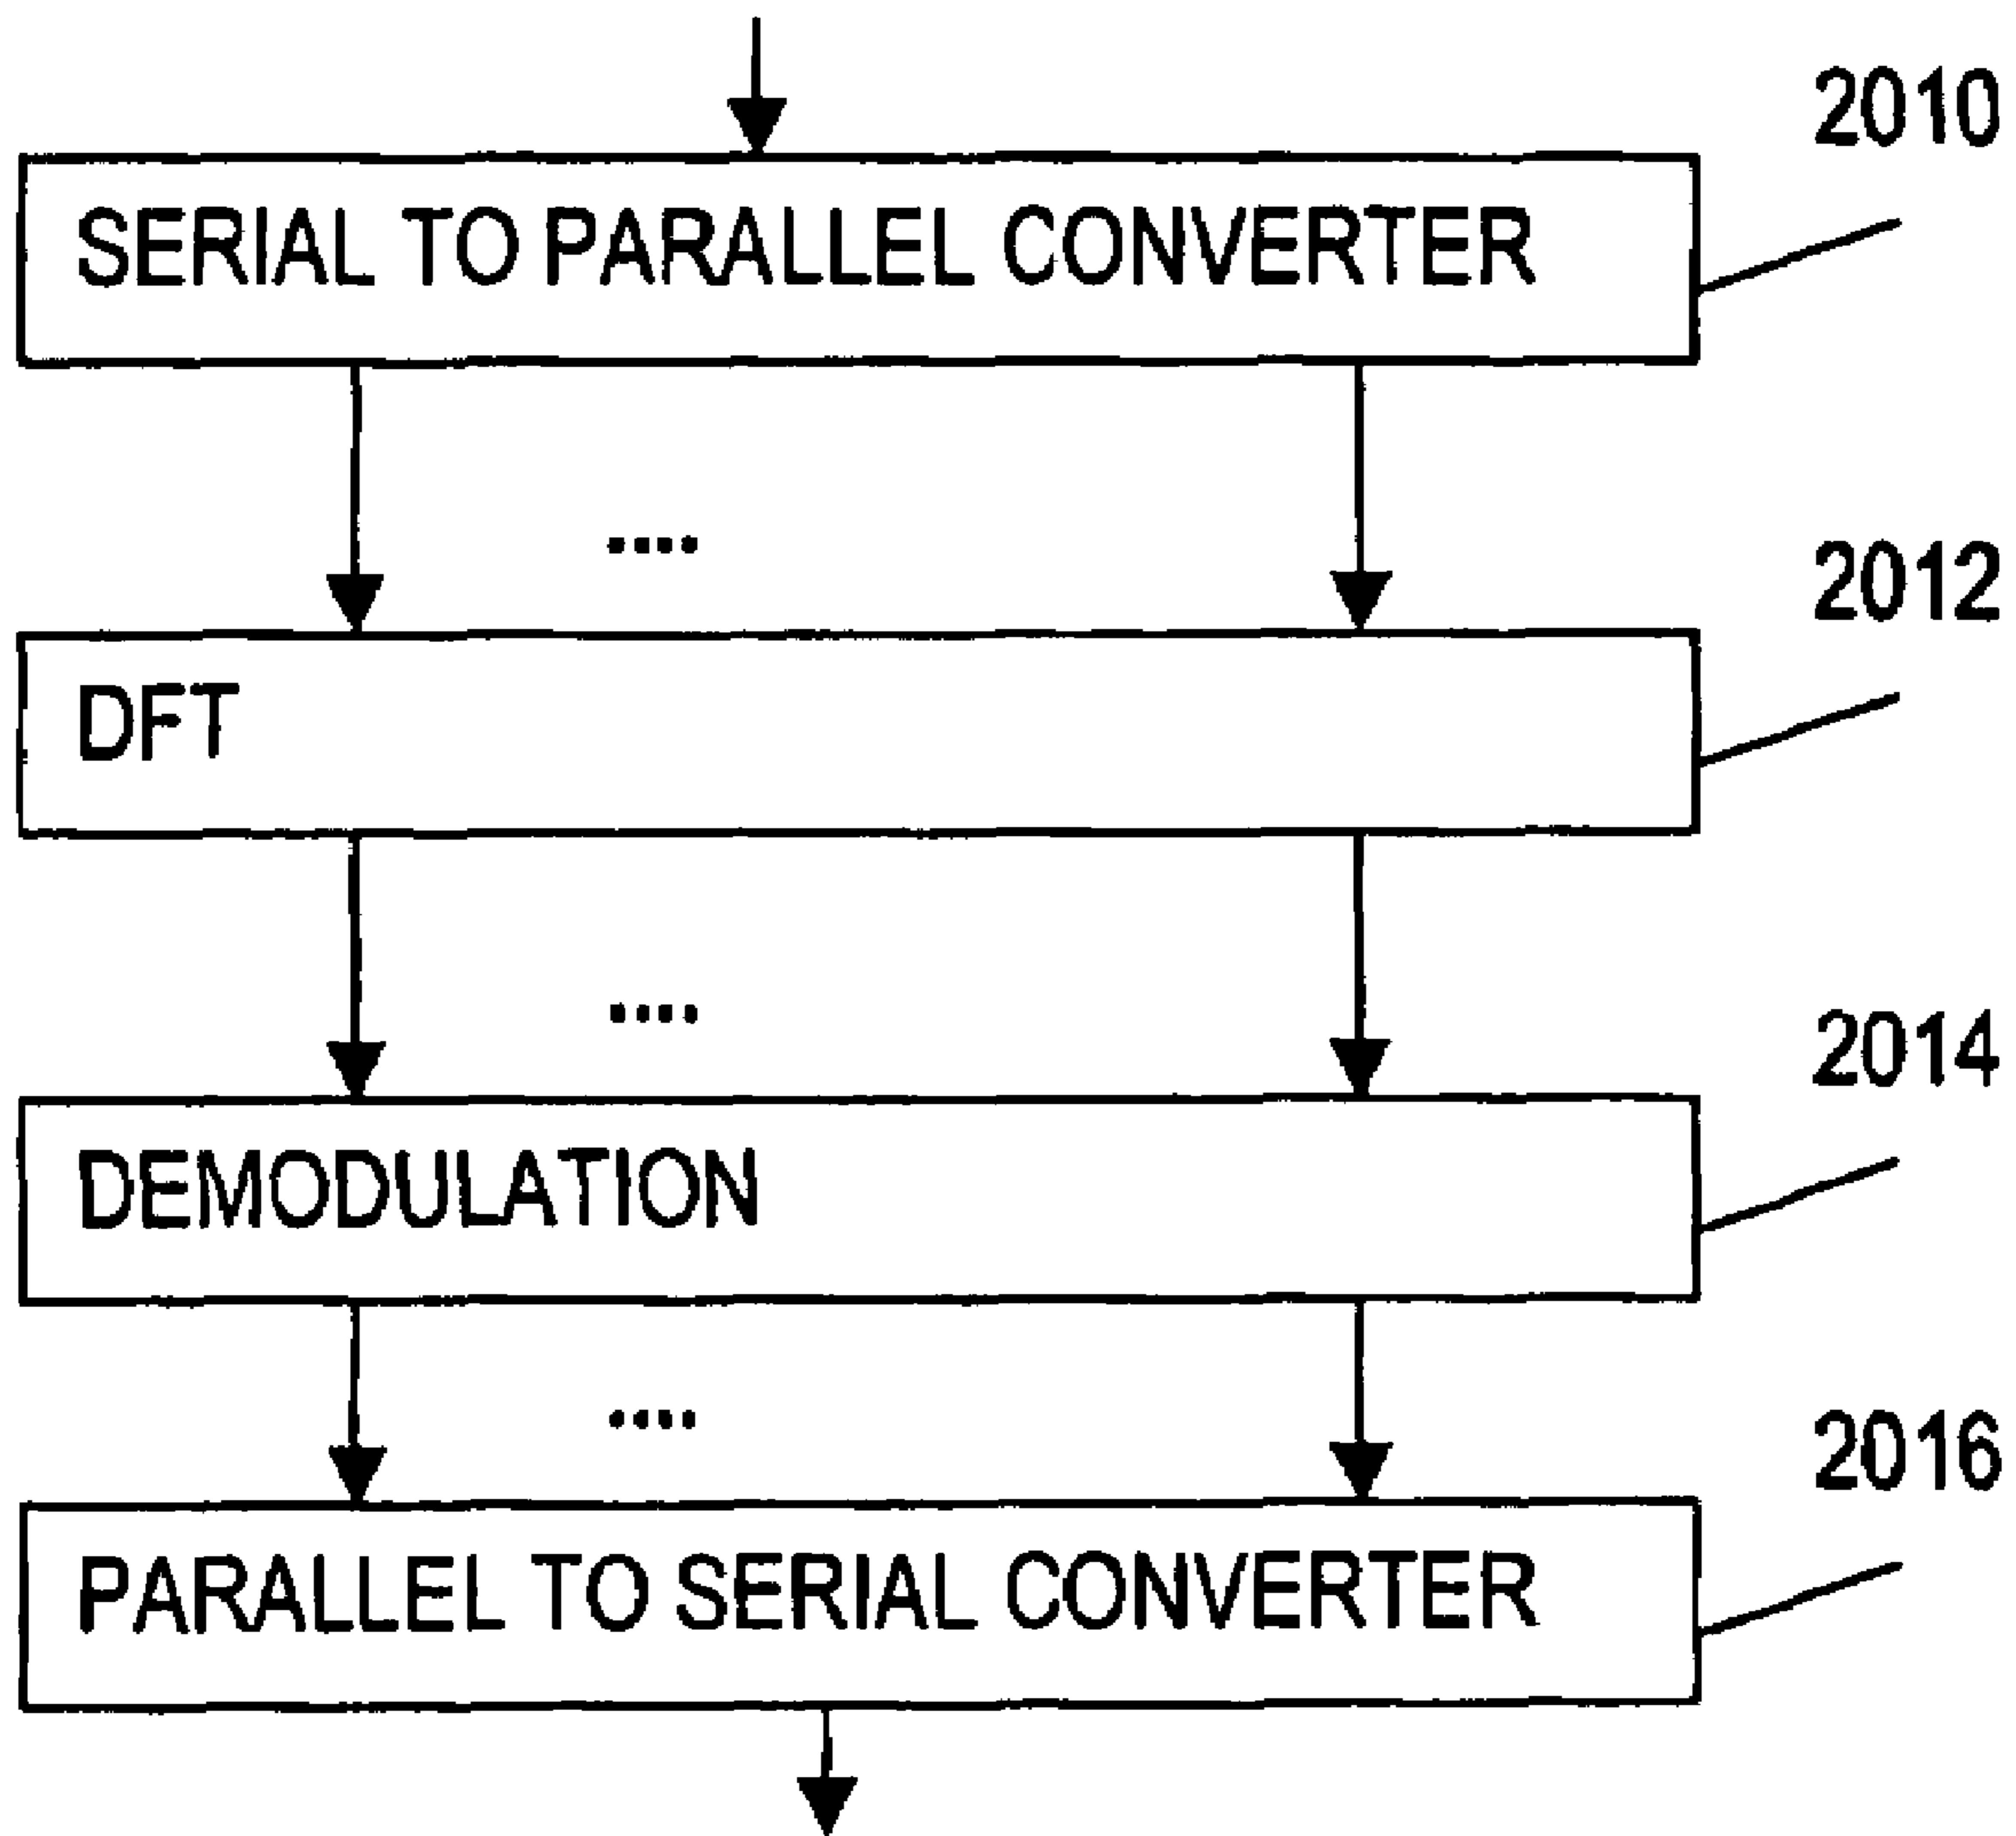 2010
SERIAL TO PARALLEL CONVERTER
....
2012
DFT
....
2014
DEMODULATION
....
2016
PARALLEL TO SERIAL CONVERTER